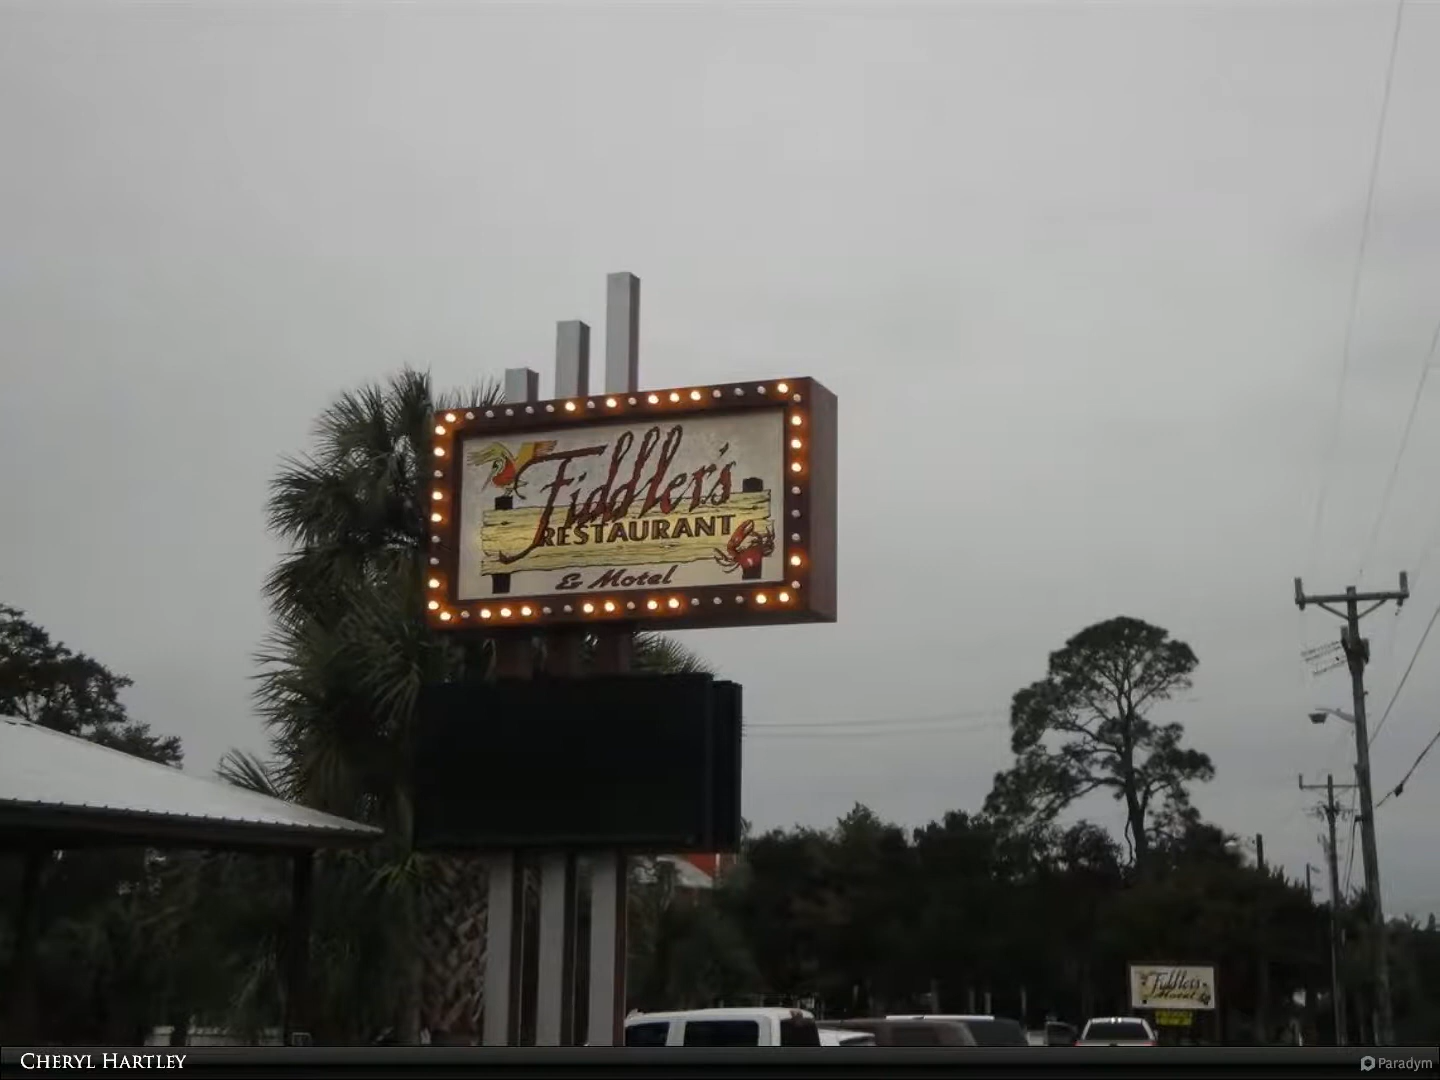 Fiddler's
RESTAURANT
& Motel
Fiddler's
Motel
CHERYL HARTLEY
Paradym